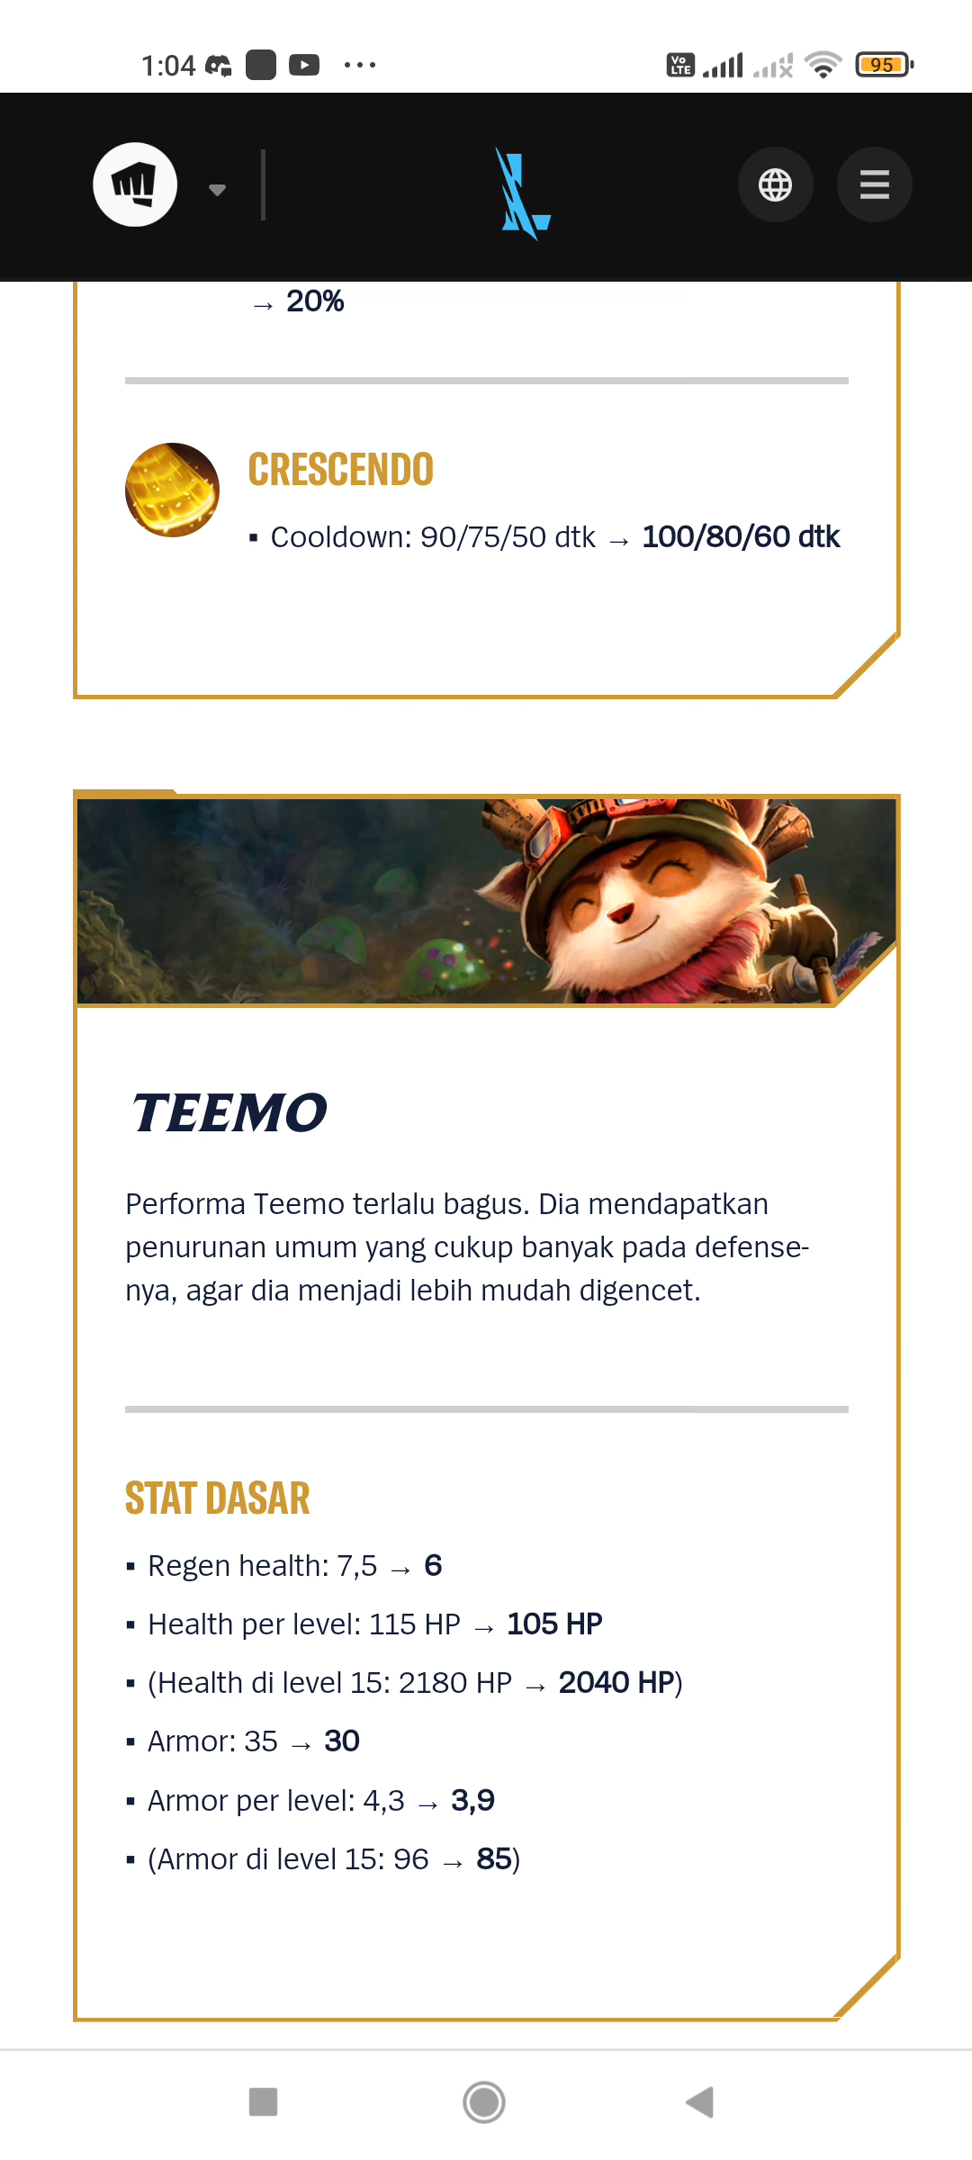 1:04
Vo LTE
95
→ 20%
CRESCENDO
▪ Cooldown: 90/75/50 dtk → 100/80/60 dtk
TEEMO
Performa Teemo terlalu bagus. Dia mendapatkan
penurunan umum yang cukup banyak pada defense-
nya, agar dia menjadi lebih mudah digencet.
STAT DASAR
▪ Regen health: 7,5 → 6
▪ Health per level: 115 HP → 105 HP
▪ (Health di level 15: 2180 HP → 2040 HP)
▪ Armor: 35 → 30
▪ Armor per level: 4,3 → 3,9
▪ (Armor di level 15: 96 → 85)